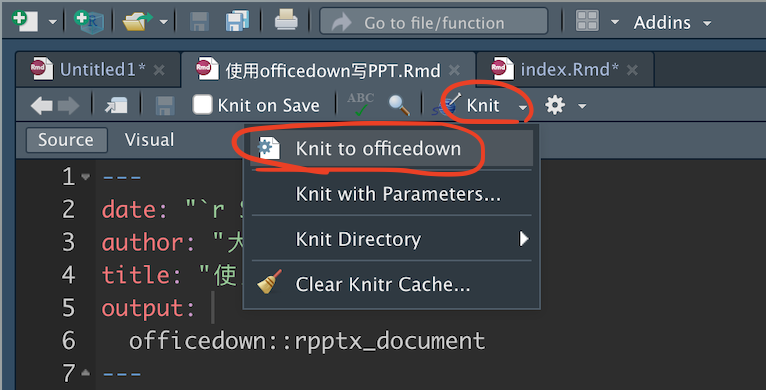 Go to file/function
Addins
Untitled1*
使用officedown写PPT.Rmd
index.Rmd*
Knit on Save
ABC
Knit
Source
Visual
Knit to officedown
Knit with Parameters...
Knit Directory
Clear Knitr Cache...
1 ---
2 date: "`r
3 author: "大
4 title: "使
5 output:
6 officedown::rpptx_document
7 ---